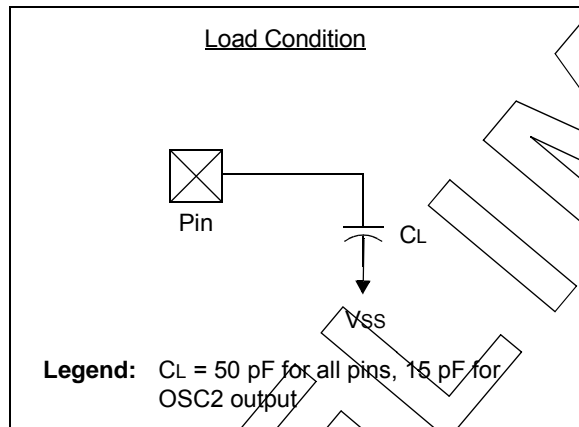 Load Condition
Pin
CL
VSS
Legend: CL = 50 pF for all pins, 15 pF for
OSC2 output